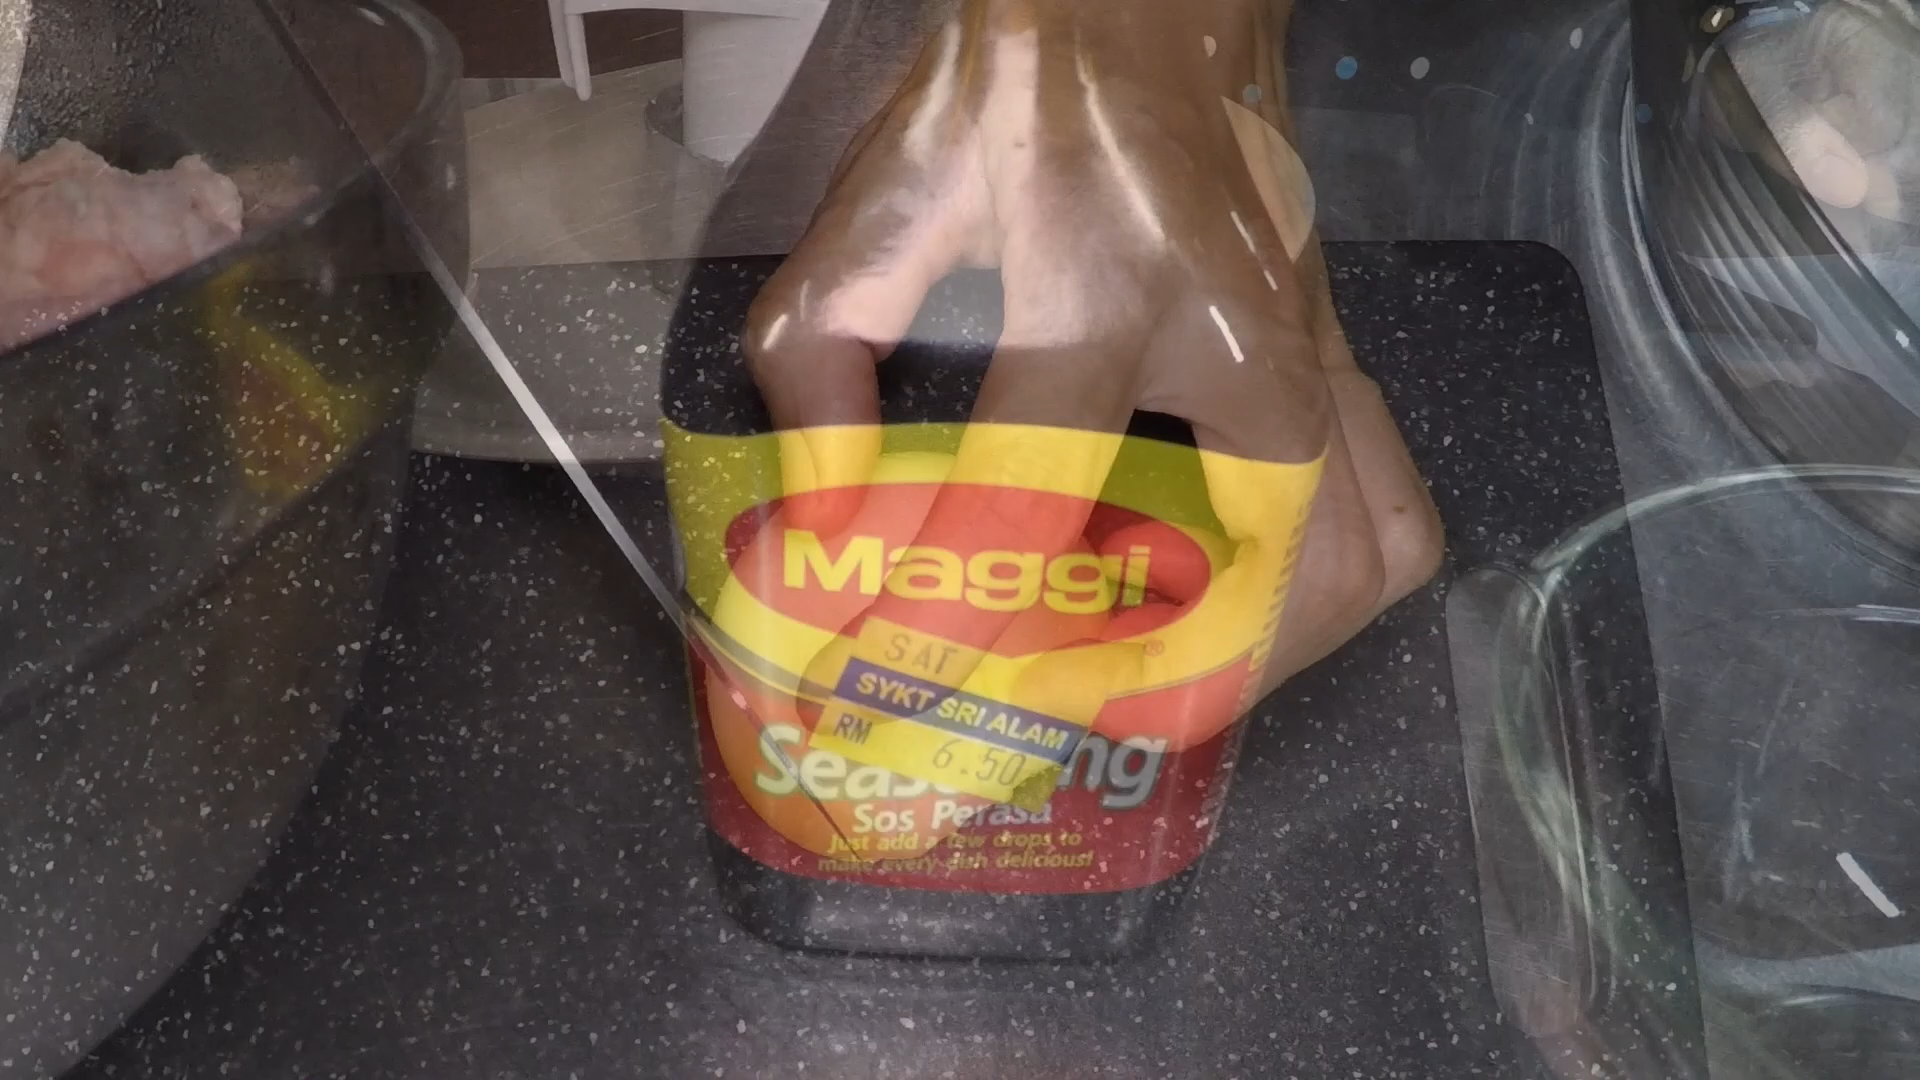 Maggi
®
SAT
SYKT SRI ALAM
RM 6.50
Sos Perasa
Just add a few drops to
make every dish delicious!